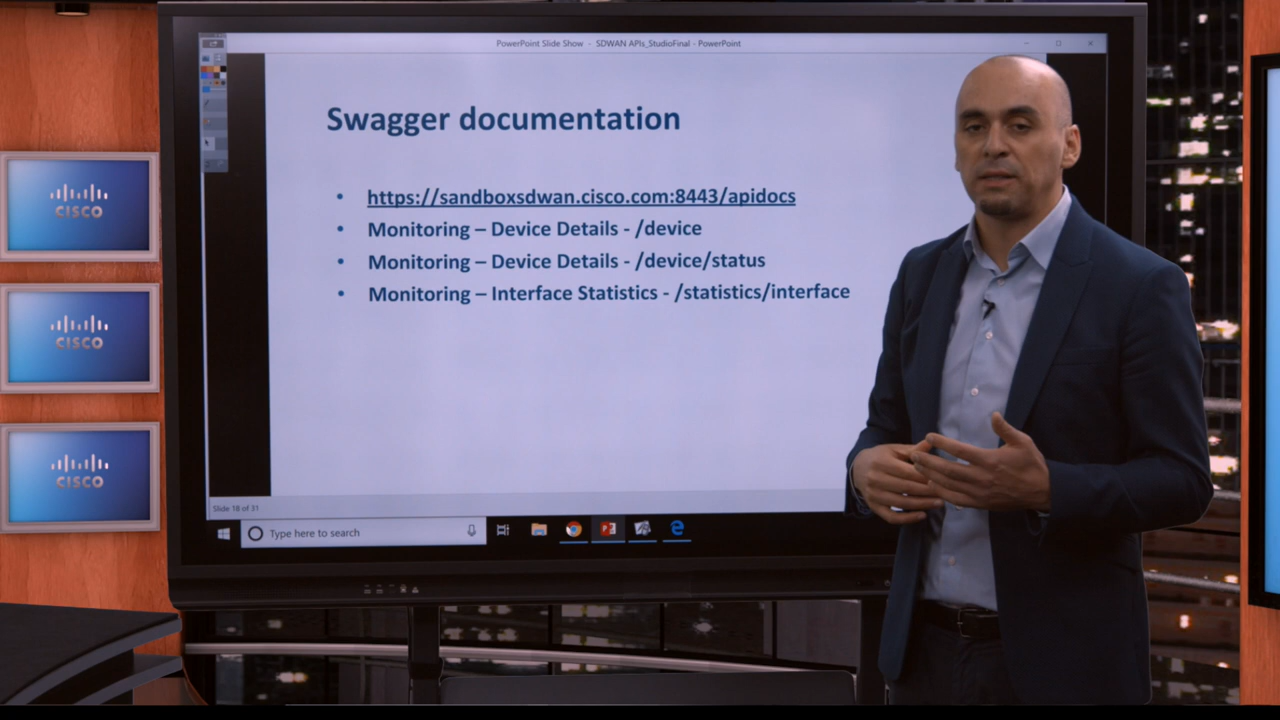 PowerPoint Slide Show - SDWAN APIs_StudioFinal - PowerPoint
Swagger documentation
• https://sandboxsdwan.cisco.com:8443/apidocs
• Monitoring – Device Details - /device
• Monitoring – Device Details - /device/status
• Monitoring – Interface Statistics - /statistics/interface
Slide 18 of 31
Type here to search
CISCO
CISCO
CISCO